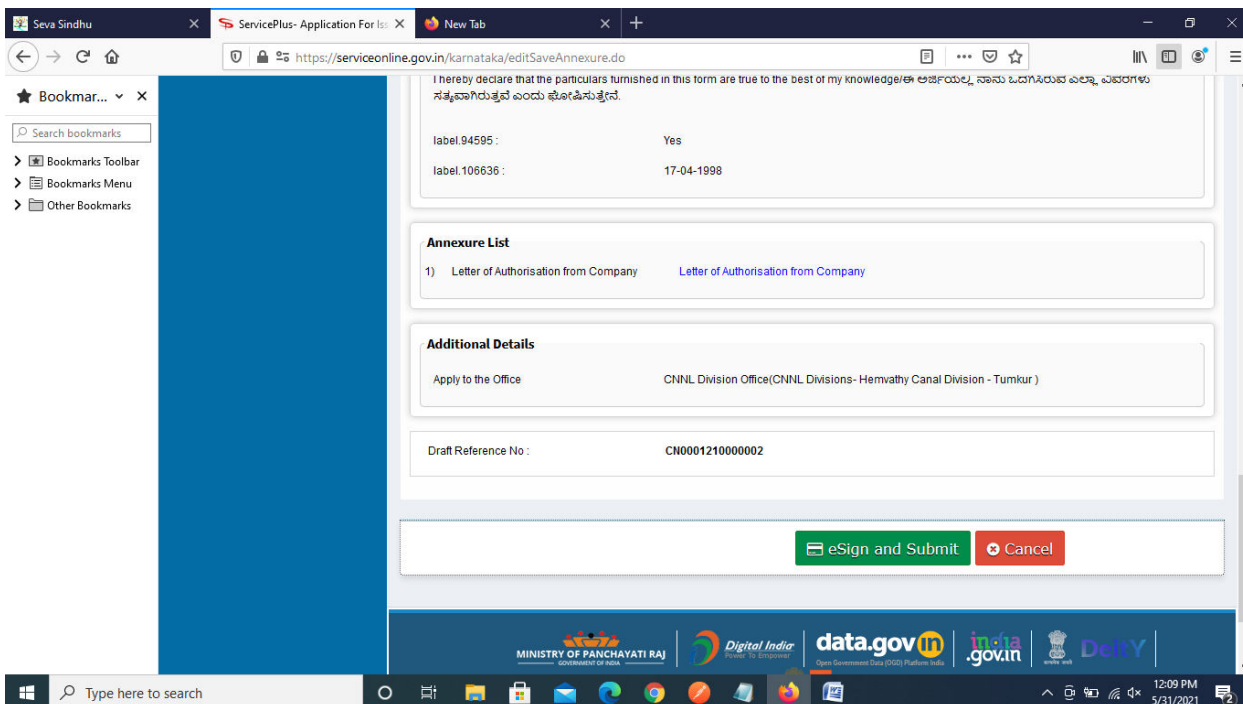 Seva Sindhu
ServicePlus- Application For Iss
New Tab
https://serviceonline.gov.in/karnataka/editSaveAnnexure.do
Bookmar...
Search bookmarks
Bookmarks Toolbar
Bookmarks Menu
Other Bookmarks
I hereby declare that the particulars furnished in this form are true to the best of my knowledge/ಈ ಅರ್ಜಿಯಲ್ಲಿ ನಾನು ಒದಗಿಸಿರುವ ಎಲ್ಲಾ ವಿವರಗಳು
ಸತ್ಯವಾಗಿರುತ್ತವೆ ಎಂದು ಘೋಷಿಸುತ್ತೇನೆ.
label.94595 : Yes
label.106636 : 17-04-1998
Annexure List
1) Letter of Authorisation from Company Letter of Authorisation from Company
Additional Details
Apply to the Office CNNL Division Office(CNNL Divisions- Hemvathy Canal Division - Tumkur )
Draft Reference No : CN0001210000002
eSign and Submit Cancel
MINISTRY OF PANCHAYATI RAJ
GOVERNMENT OF INDIA
Digital India
Power To Empower
data.gov in
Open Government Data (OGD) Platform India
india
.gov.in
DeitY
Type here to search
12:09 PM
5/31/2021
2